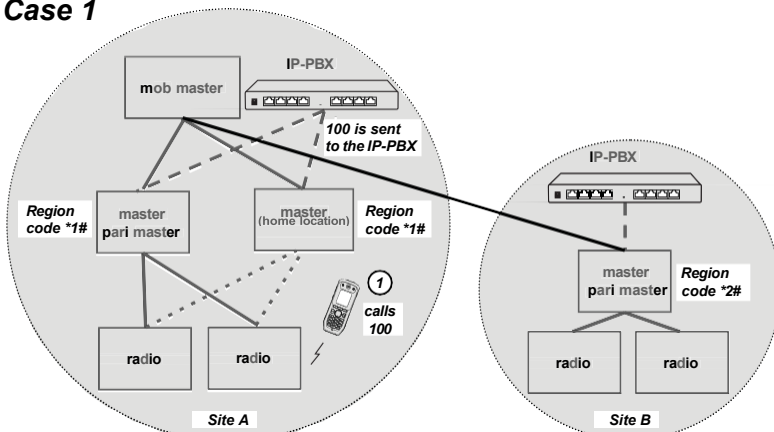 Case 1
IP-PBX
mob master
100 is sent
to the IP-PBX
IP-PBX
Region
code *1#
master
pari master
master
(home location)
Region
code *1#
master
pari master
Region
code *2#
1
calls
100
radio
radio
radio
radio
Site A
Site B